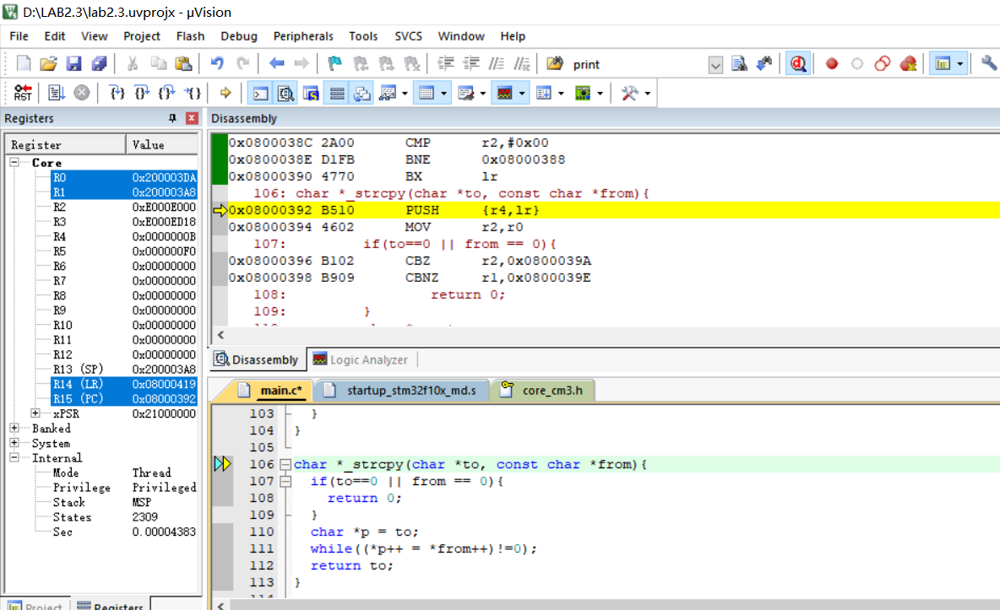 D:\LAB2.3\lab2.3.uvprojx - µVision
File Edit View Project Flash Debug Peripherals Tools SVCS Window Help
print
RST
Registers
Register Value
Core
R0 0x200003DA
R1 0x200003A8
R2 0xE000E000
R3 0xE000ED18
R4 0x0000000B
R5 0x000000F0
R6 0x00000000
R7 0x00000000
R8 0x00000000
R9 0x00000000
R10 0x00000000
R11 0x00000000
R12 0x00000000
R13 (SP) 0x200003A8
R14 (LR) 0x08000419
R15 (PC) 0x08000392
xPSR 0x21000000
Banked
System
Internal
Mode Thread
Privilege Privileged
Stack MSP
States 2309
Sec 0.00004383
Project Registers
Disassembly
0x0800038C 2A00 CMP r2,#0x00
0x0800038E D1FB BNE 0x08000388
0x08000390 4770 BX lr
106: char *_strcpy(char *to, const char *from){
0x08000392 B510 PUSH {r4,lr}
0x08000394 4602 MOV r2,r0
107: if(to==0 || from == 0){
0x08000396 B102 CBZ r2,0x0800039A
0x08000398 B909 CBNZ r1,0x0800039E
108: return 0;
109: }
Disassembly Logic Analyzer
main.c* startup_stm32f10x_md.s core_cm3.h
103 }
104 }
105
106 char *_strcpy(char *to, const char *from){
107 if(to==0 || from == 0){
108 return 0;
109 }
110 char *p = to;
111 while((*p++ = *from++)!=0);
112 return to;
113 }